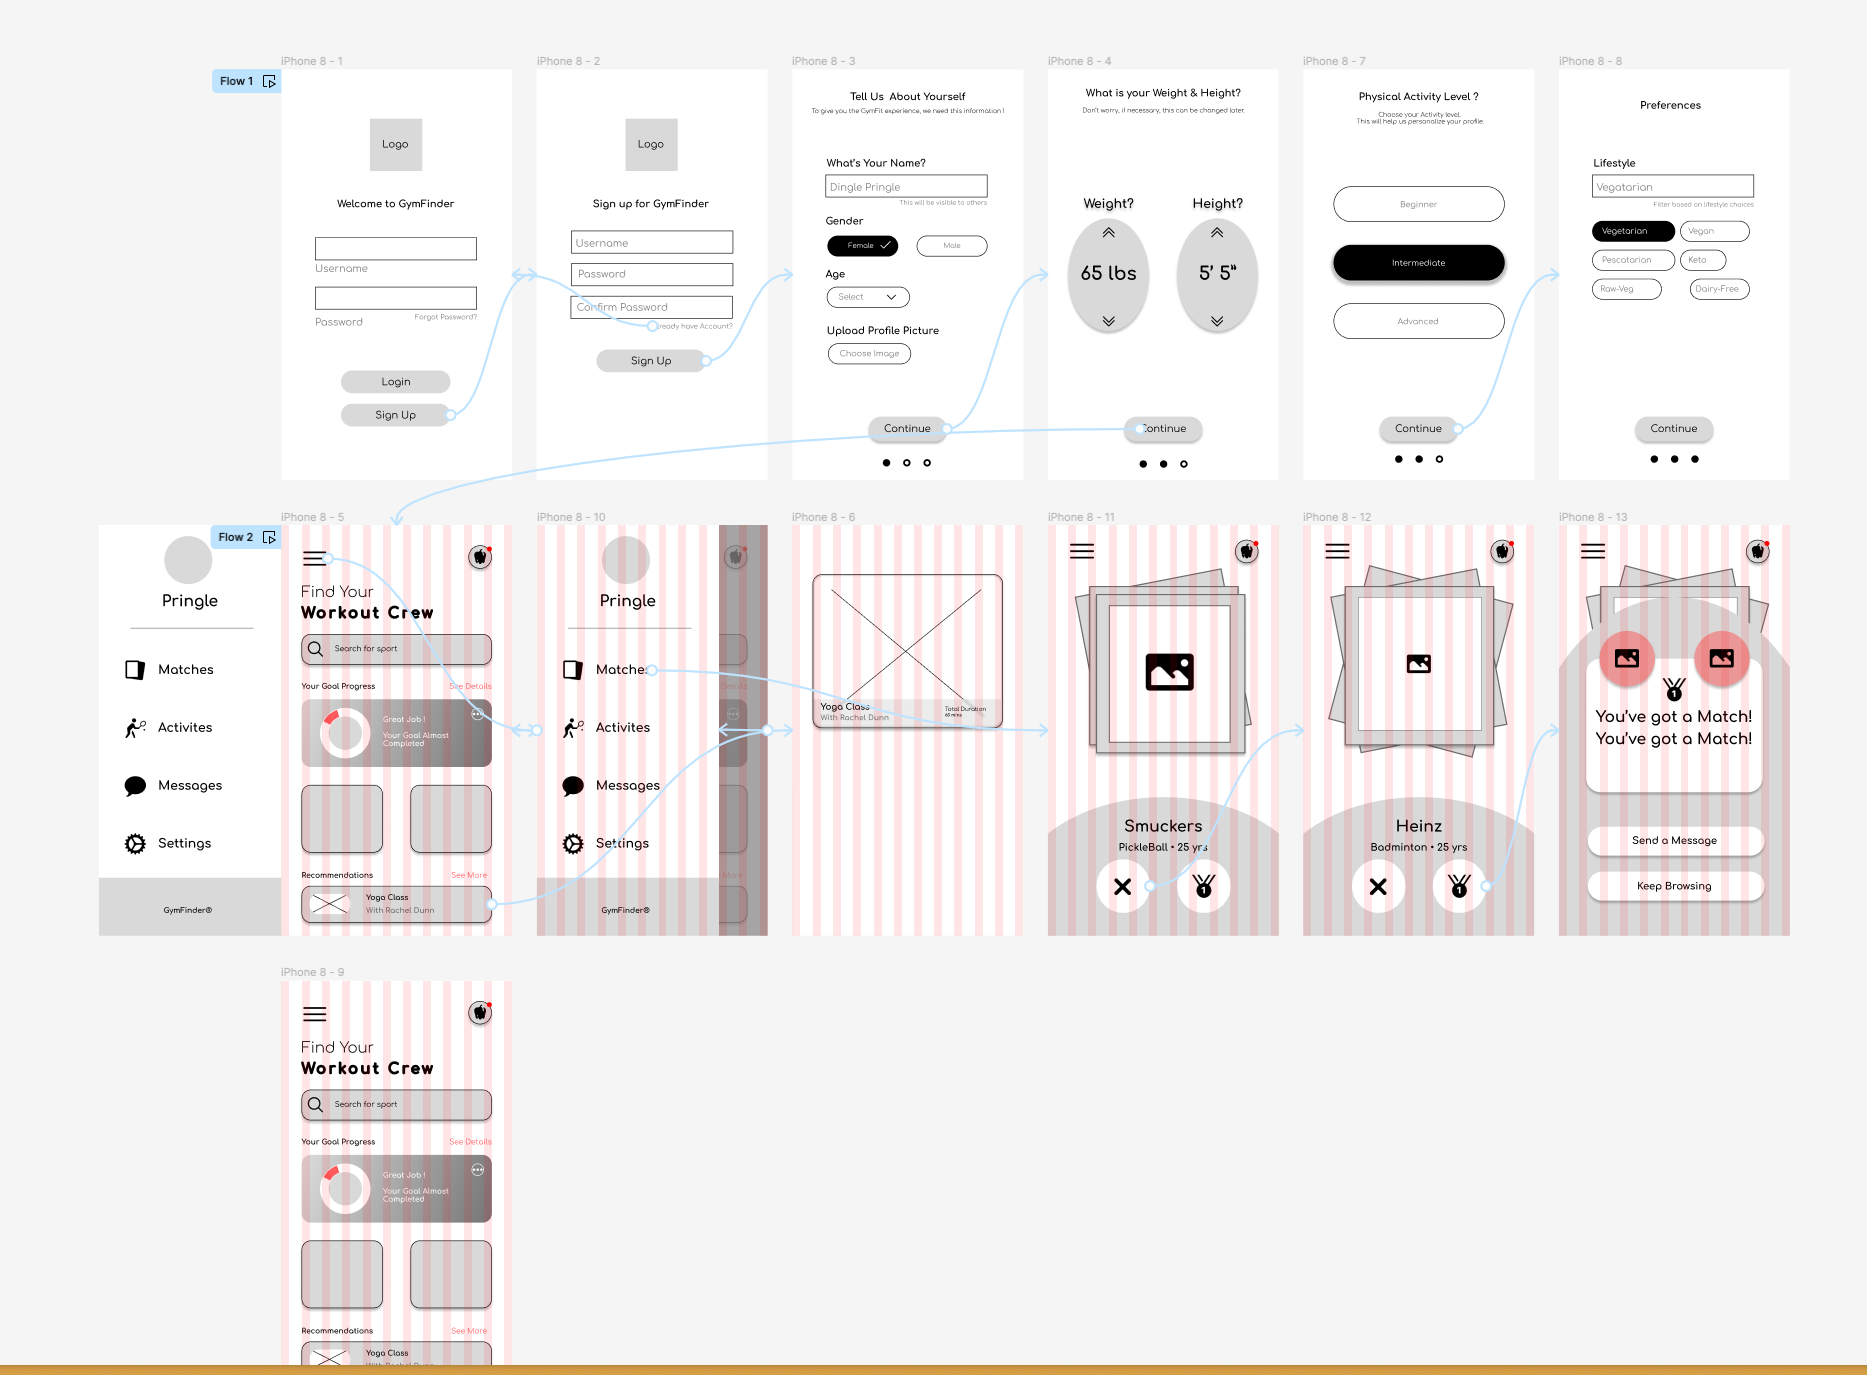 iPhone 8 - 1
Flow 1
Logo
Welcome to GymFinder
Username
Forgot Password?
Password
Login
Sign Up
iPhone 8 - 2
Logo
Sign up for GymFinder
Username
Password
Confirm Password
already have Account?
Sign Up
iPhone 8 - 3
Tell Us About Yourself
To give you the GymFit experience, we need this information !
What's Your Name?
Dingle Pringle
This will be visible to others
Gender
Female
Male
Age
Select
Upload Profile Picture
Choose Image
Continue
iPhone 8 - 4
What is your Weight & Height?
Don't worry, if necessary, this can be changed later.
Weight?
Height?
65 lbs
5' 5"
Continue
iPhone 8 - 7
Physical Activity Level ?
Choose your Activity level.
This will help us personalize your profile.
Beginner
Intermediate
Advanced
Continue
iPhone 8 - 8
Preferences
Lifestyle
Vegatarian
Filter based on lifestyle choices
Vegetarian
Vegan
Pescatarian
Keto
Raw-Veg
Dairy-Free
Continue
Pringle
Matches
Activites
Messages
Settings
GymFinder®
Flow 2
iPhone 8 - 5
Find Your
Workout Crew
Search for sport
Your Goal Progress
See Details
Great Job !
Your Goal Almost
Completed
Recommendations
See More
Yoga Class
With Rachel Dunn
iPhone 8 - 10
Pringle
Matches
Activites
Messages
Settings
GymFinder®
Details
More
iPhone 8 - 6
Yoga Class
With Rachel Dunn
Total Duration
60 mins
iPhone 8 - 11
Smuckers
PickleBall • 25 yrs
1
iPhone 8 - 12
Heinz
Badminton • 25 yrs
1
iPhone 8 - 13
1
You've got a Match!
You've got a Match!
Send a Message
Keep Browsing
iPhone 8 - 9
Find Your
Workout Crew
Search for sport
Your Goal Progress
See Details
Great Job !
Your Goal Almost
Completed
Recommendations
See More
Yoga Class
With Rachel Dunn